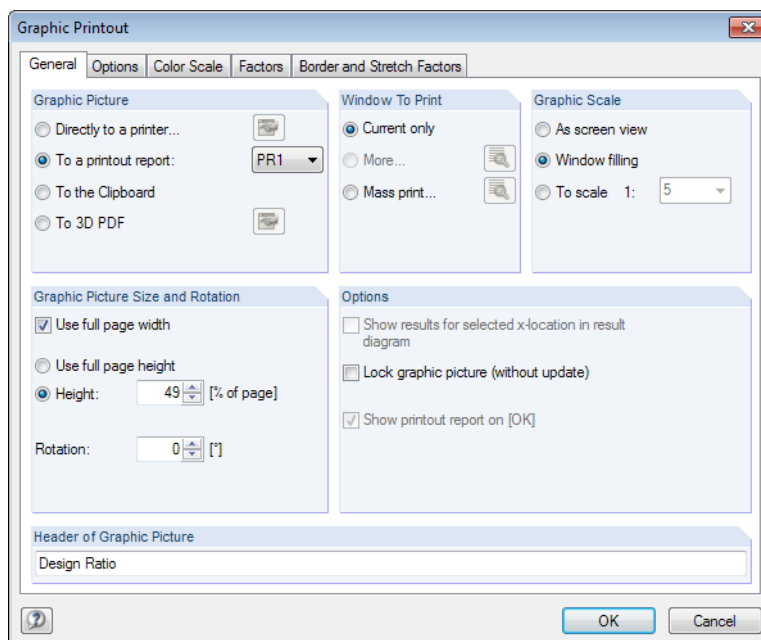 Graphic Printout
General Options Color Scale Factors Border and Stretch Factors
Graphic Picture
Directly to a printer...
To a printout report: PR1
To the Clipboard
To 3D PDF
Window To Print
Current only
More...
Mass print...
Graphic Scale
As screen view
Window filling
To scale 1: 5
Graphic Picture Size and Rotation
Use full page width
Use full page height
Height: 49 [% of page]
Rotation: 0 [°]
Options
Show results for selected x-location in result
diagram
Lock graphic picture (without update)
Show printout report on [OK]
Header of Graphic Picture
Design Ratio
OK Cancel